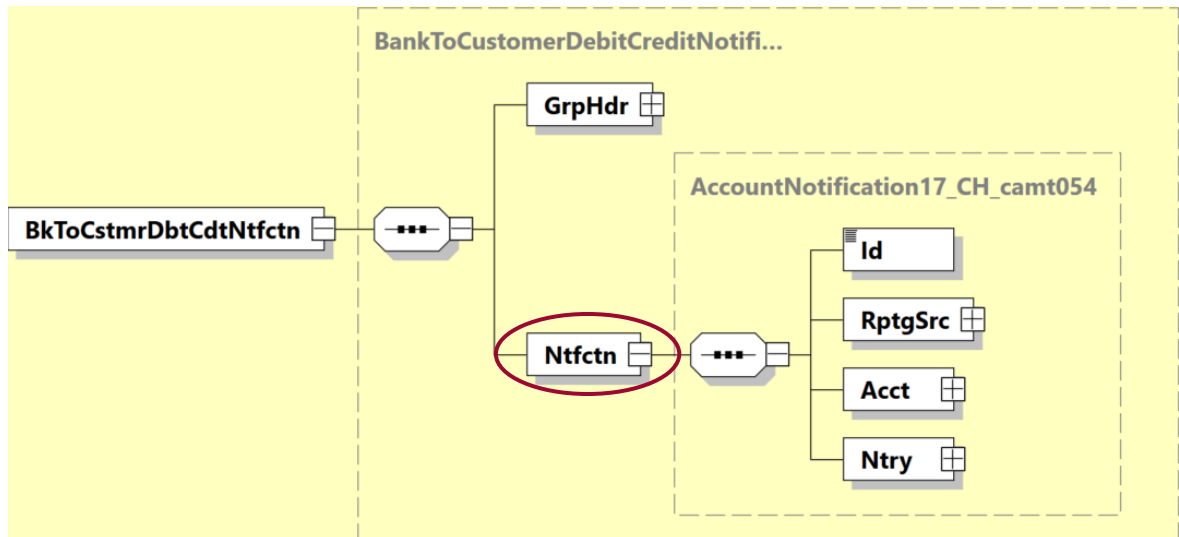 BankToCustomerDebitCreditNotifi...
GrpHdr
AccountNotification17_CH_camt054
BkToCstmrDbtCdtNtfctn
Id
RptgSrc
Ntfctn
Acct
Ntry